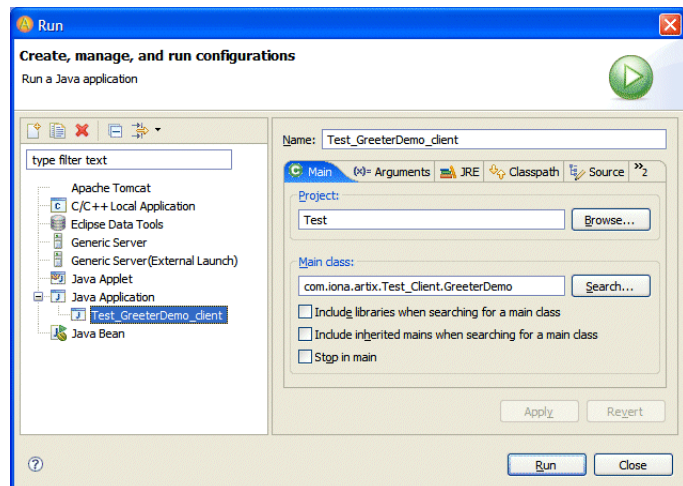 Run
Create, manage, and run configurations
Run a Java application
type filter text
Apache Tomcat
C/C++ Local Application
Eclipse Data Tools
Generic Server
Generic Server(External Launch)
Java Applet
Java Application
Test_GreeterDemo_client
Java Bean
Name: Test_GreeterDemo_client
Main (x)= Arguments JRE Classpath Source »2
Project:
Test Browse...
Main class:
com.iona.artix.Test_Client.GreeterDemo Search...
Include libraries when searching for a main class
Include inherited mains when searching for a main class
Stop in main
Apply Revert
Run Close